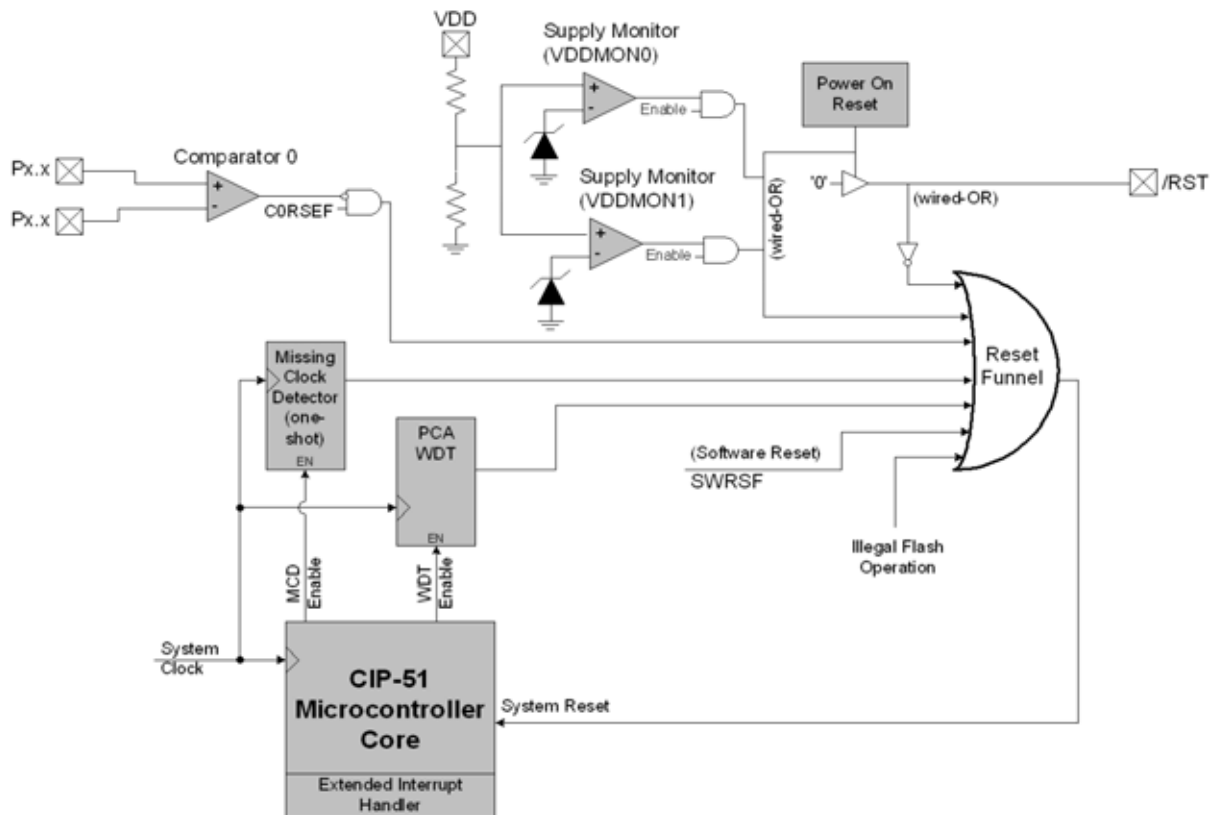 VDD
Supply Monitor
(VDDMON0)
+
-
Enable
Power On
Reset
Px.x
Px.x
Comparator 0
+
-
C0RSEF
Supply Monitor
(VDDMON1)
+
-
Enable
(wired-OR)
'0'
(wired-OR)
/RST
Reset
Funnel
Missing
Clock
Detector
(one-
shot)
EN
PCA
WDT
EN
(Software Reset)
SWRSF
Illegal Flash
Operation
MCD
Enable
WDT
Enable
System
Clock
CIP-51
Microcontroller
Core
System Reset
Extended Interrupt
Handler